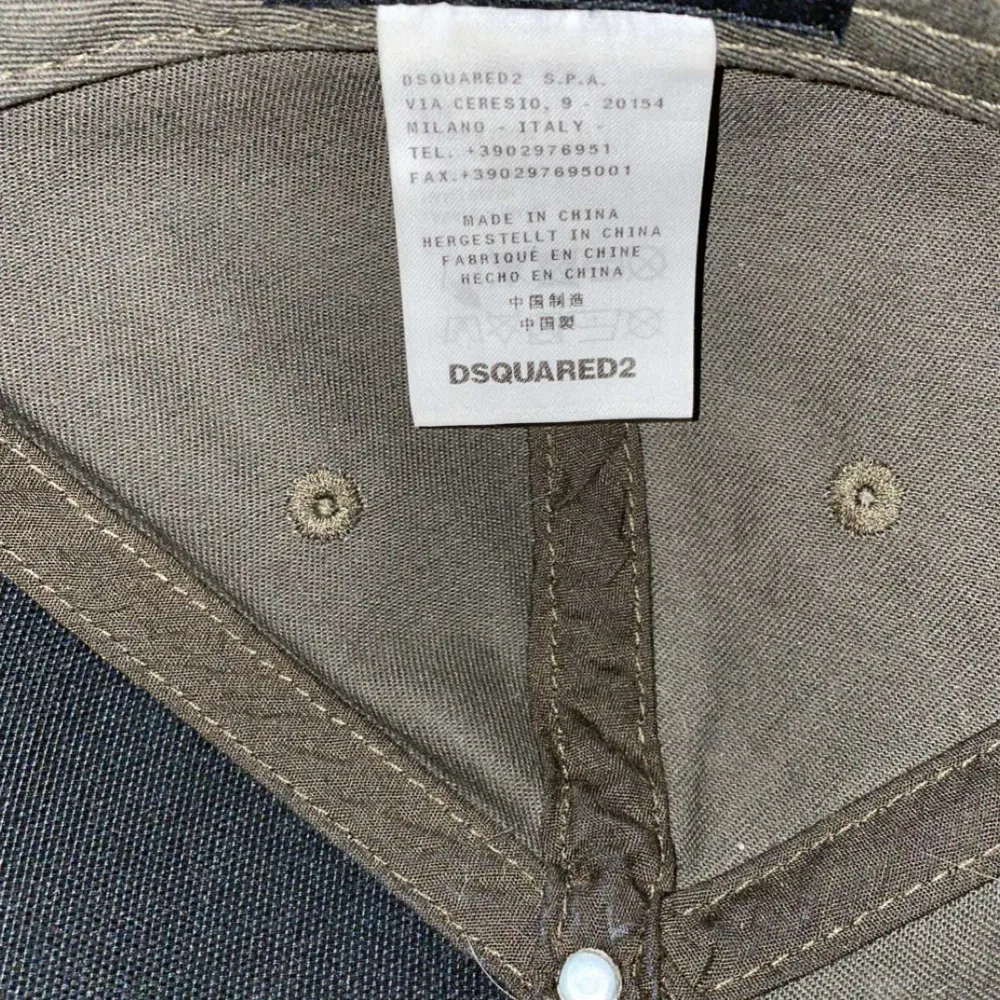 DSQUARED2 S.P.A.
VIA CERESIO, 9 - 20154
MILANO - ITALY -
TEL. +3902976951
FAX.+390297695001
MADE IN CHINA
HERGESTELLT IN CHINA
FABRIQUÉ EN CHINE
HECHO EN CHINA
中国制造
中国製
DSQUARED2